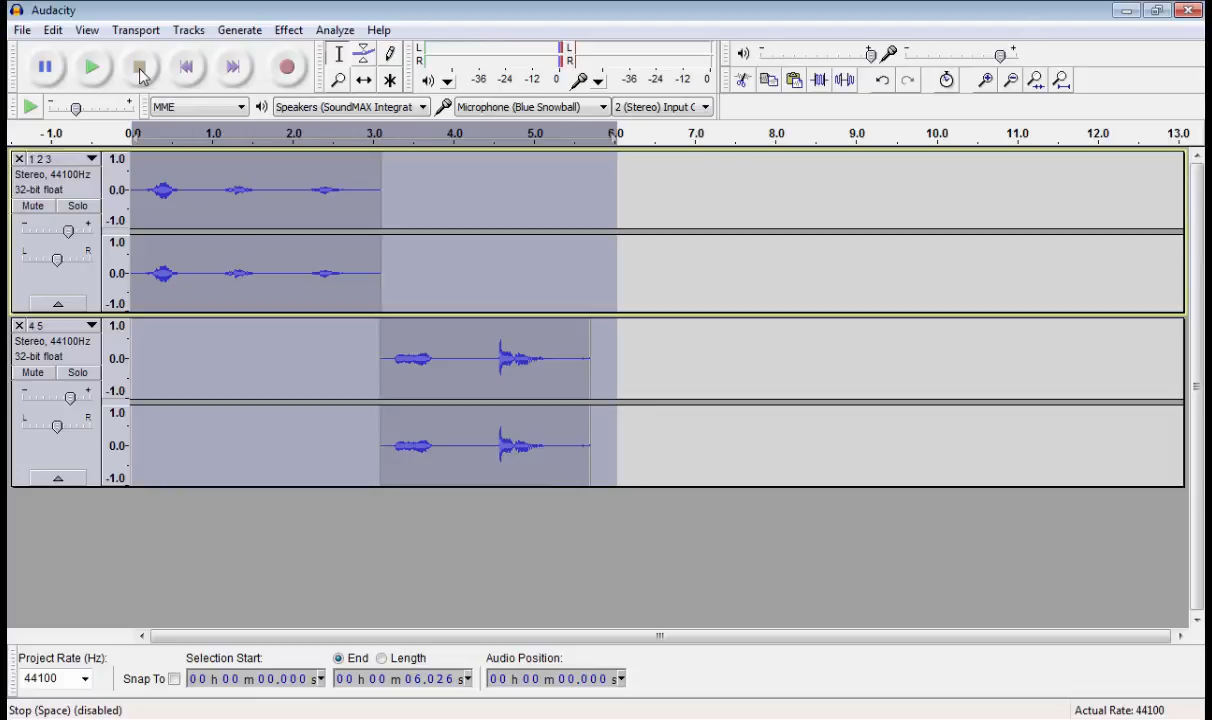 Audacity
File Edit View Transport Tracks Generate Effect Analyze Help
L
R
-36 -24 -12 0
L
R
-36 -24 -12 0
MME
Speakers (SoundMAX Integrat
Microphone (Blue Snowball)
2 (Stereo) Input C
- 1.0 0.0 1.0 2.0 3.0 4.0 5.0 6.0 7.0 8.0 9.0 10.0 11.0 12.0 13.0
1 2 3
Stereo, 44100Hz
32-bit float
Mute Solo
- +
L R
1.0
0.0
-1.0
1.0
0.0
-1.0
4 5
Stereo, 44100Hz
32-bit float
Mute Solo
- +
L R
1.0
0.0
-1.0
1.0
0.0
-1.0
Project Rate (Hz): Selection Start: End Length Audio Position:
44100 Snap To 00 h 00 m 00.000 s 00 h 00 m 06.026 s 00 h 00 m 00.000 s
Stop (Space) (disabled) Actual Rate: 44100